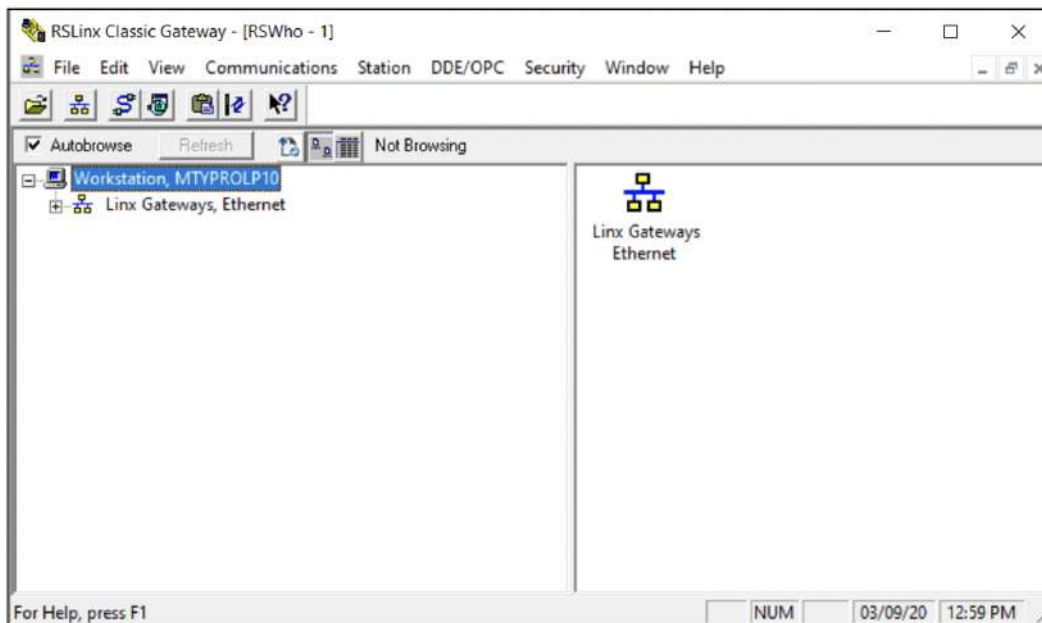 RSLinx Classic Gateway - [RSWho - 1]
File Edit View Communications Station DDE/OPC Security Window Help
Autobrowse Refresh Not Browsing
Workstation, MTYPROLP10
Linx Gateways, Ethernet
Linx Gateways
Ethernet
For Help, press F1 NUM 03/09/20 12:59 PM